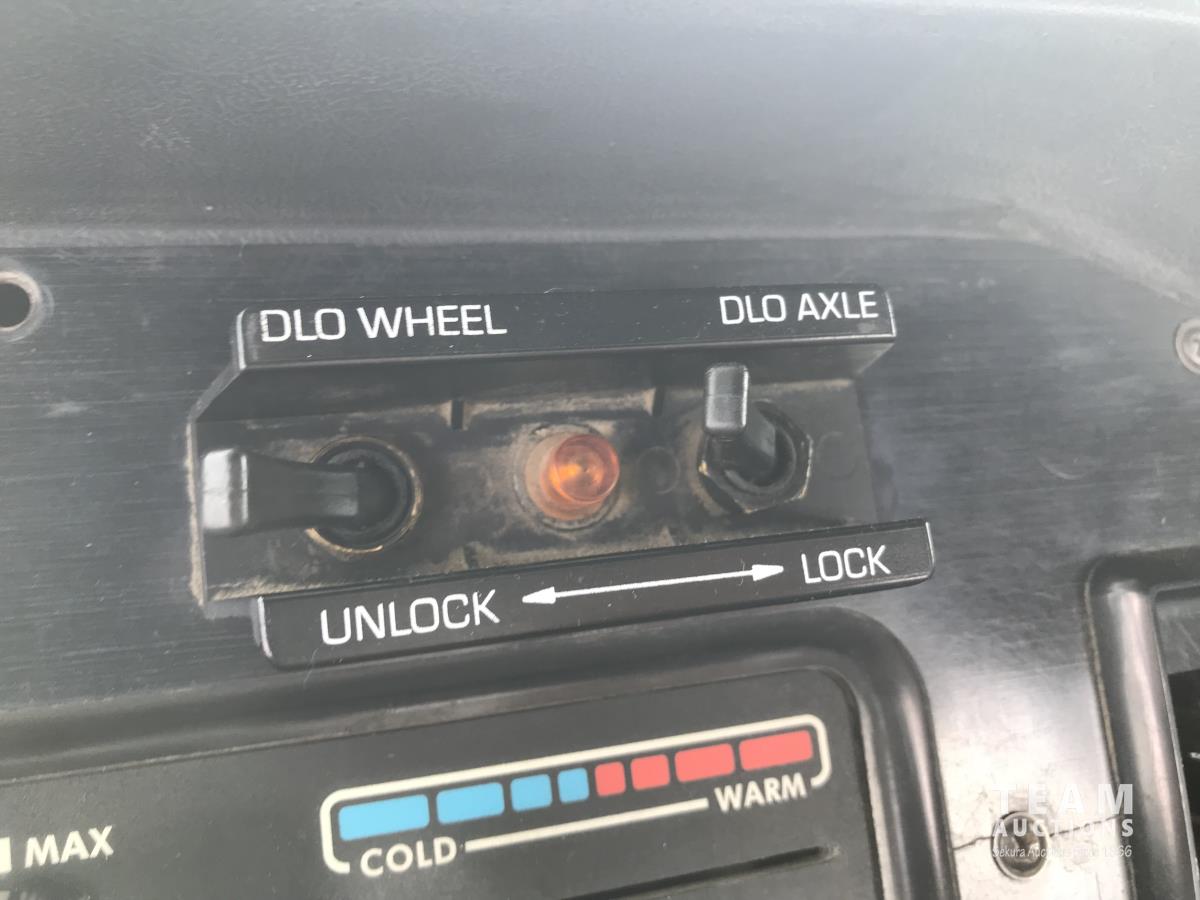 DLO WHEEL DLO AXLE
UNLOCK LOCK
MAX
COLD WARM
TEAM
AUCTIONS